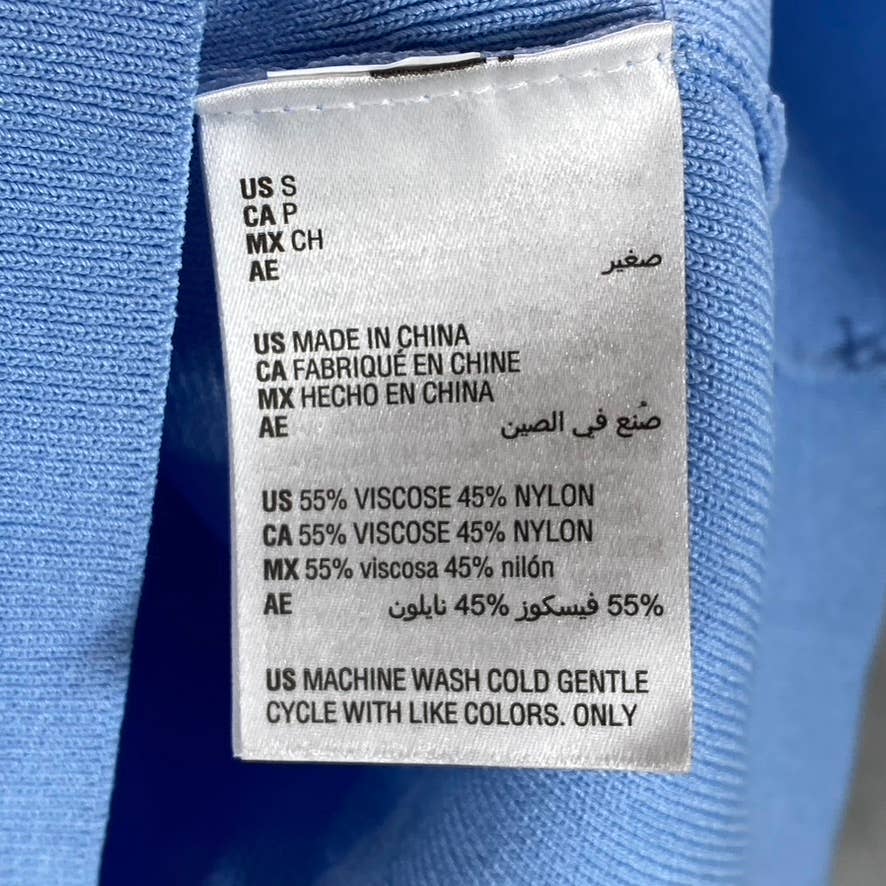 US S
CA P
MX CH
AE صغير
US MADE IN CHINA
CA FABRIQUÉ EN CHINE
MX HECHO EN CHINA
AE صُنع في الصين
US 55% VISCOSE 45% NYLON
CA 55% VISCOSE 45% NYLON
MX 55% viscosa 45% nilón
AE 55% فيسكوز 45% نايلون
US MACHINE WASH COLD GENTLE
CYCLE WITH LIKE COLORS. ONLY